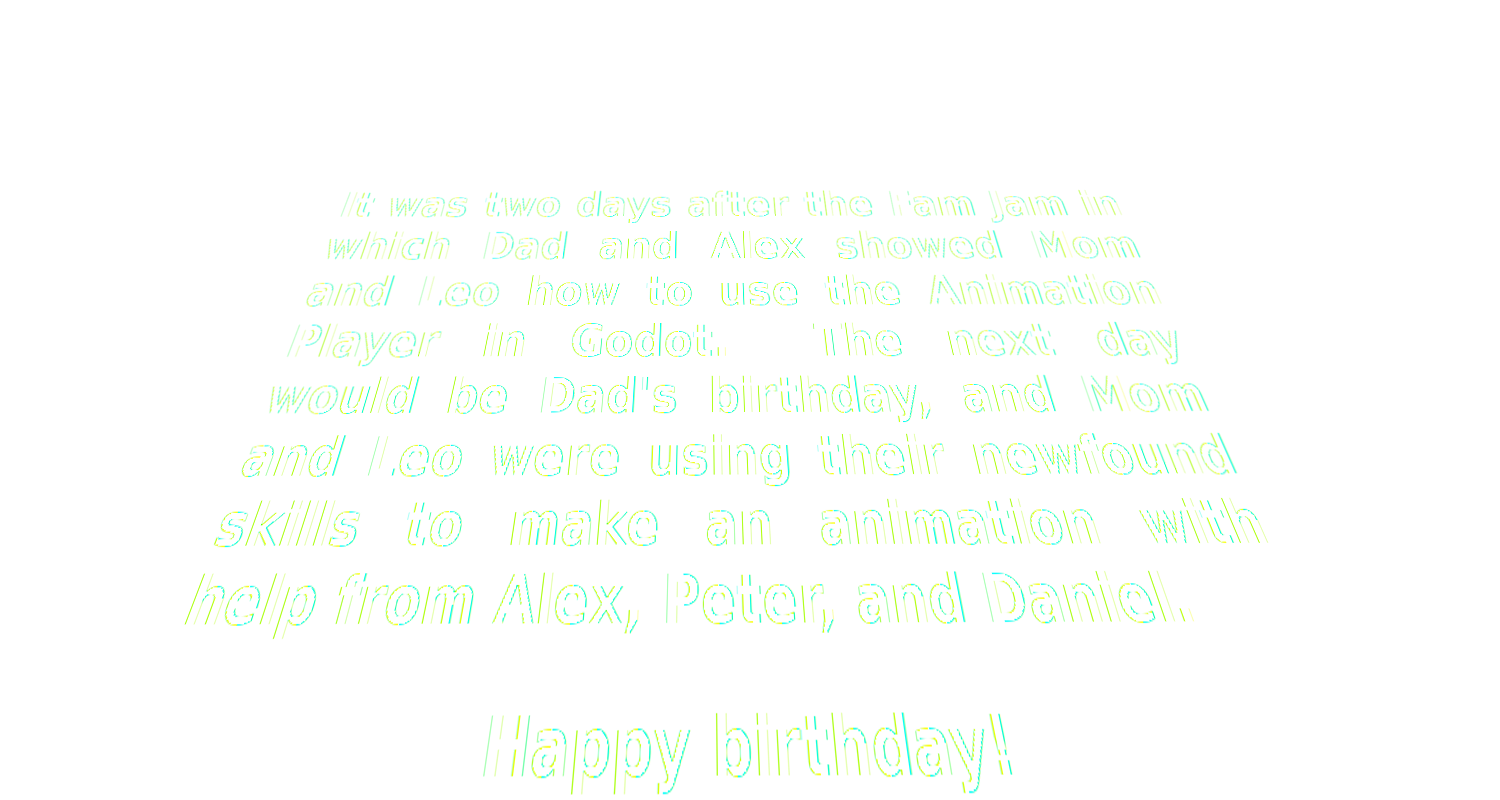 It was two days after the Fam Jam in
which Dad and Alex showed Mom
and Leo how to use the Animation
Player in Godot. The next day
would be Dad's birthday, and Mom
and Leo were using their newfound
skills to make an animation with
help from Alex, Peter, and Daniel.
Happy birthday!